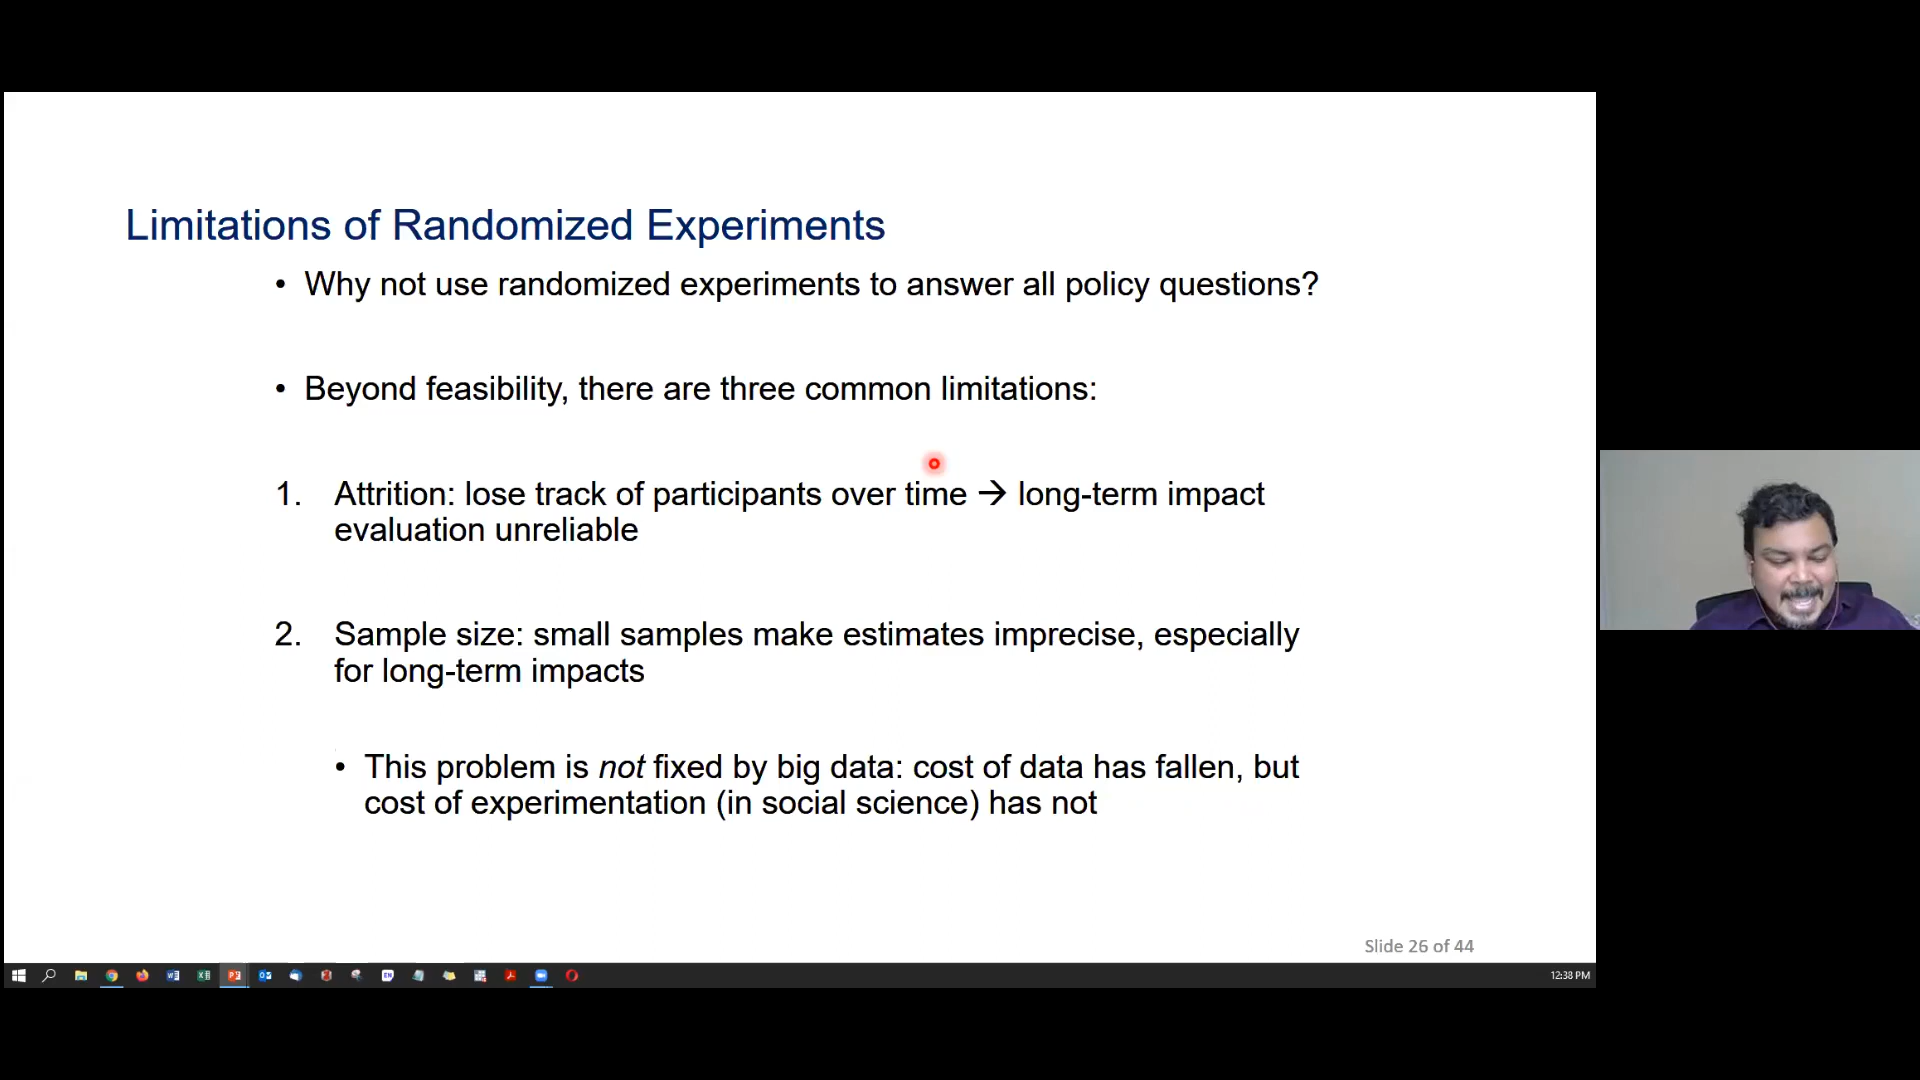 Limitations of Randomized Experiments
• Why not use randomized experiments to answer all policy questions?
• Beyond feasibility, there are three common limitations:
1. Attrition: lose track of participants over time → long-term impact
evaluation unreliable
2. Sample size: small samples make estimates imprecise, especially
for long-term impacts
• This problem is not fixed by big data: cost of data has fallen, but
cost of experimentation (in social science) has not
Slide 26 of 44
12:38 PM